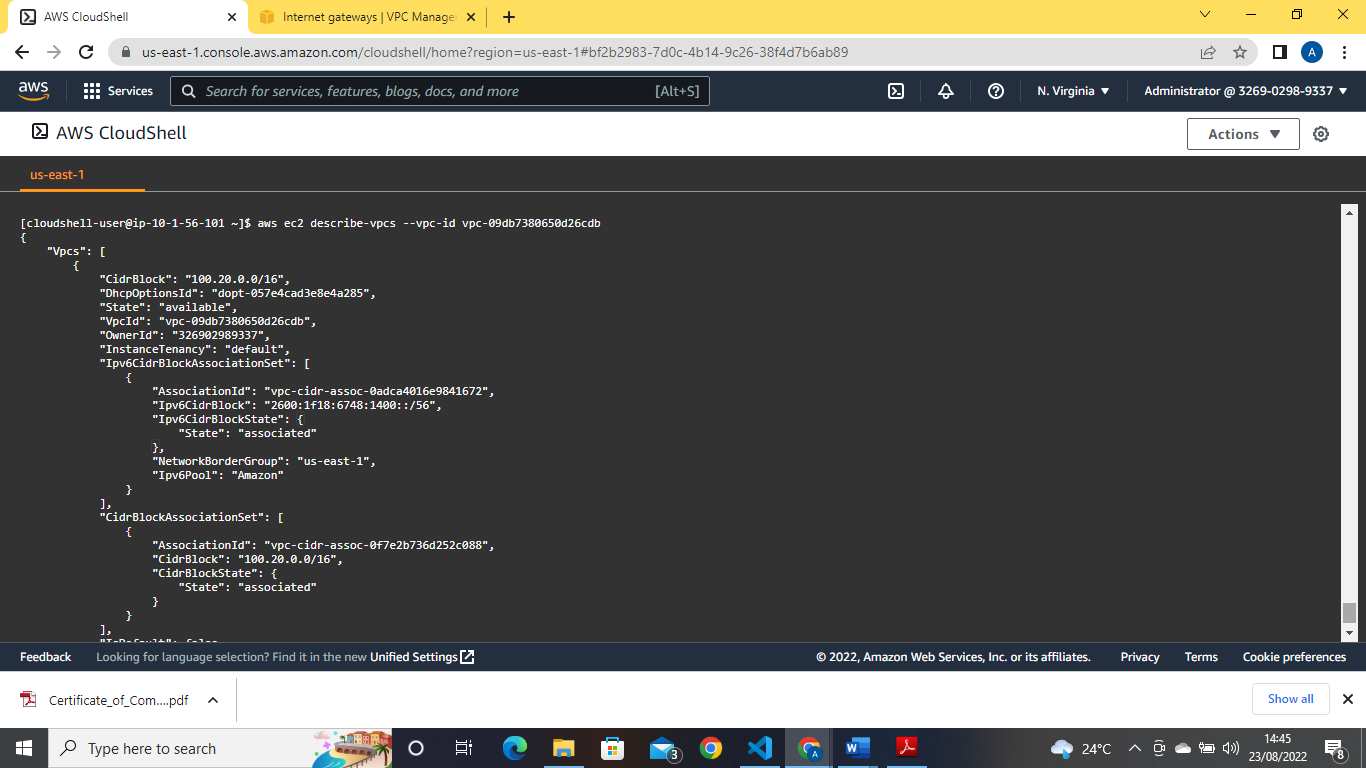 AWS CloudShell
Internet gateways | VPC Manage
us-east-1.console.aws.amazon.com/cloudshell/home?region=us-east-1#bf2b2983-7d0c-4b14-9c26-38f4d7b6ab89
A
aws
Services
Search for services, features, blogs, docs, and more
[Alt+S]
N. Virginia
Administrator @ 3269-0298-9337
AWS CloudShell
Actions
us-east-1
[cloudshell-user@ip-10-1-56-101 ~]$ aws ec2 describe-vpcs --vpc-id vpc-09db7380650d26cdb
{
    "Vpcs": [
        {
            "CidrBlock": "100.20.0.0/16",
            "DhcpOptionsId": "dopt-057e4cad3e8e4a285",
            "State": "available",
            "VpcId": "vpc-09db7380650d26cdb",
            "OwnerId": "326902989337",
            "InstanceTenancy": "default",
            "Ipv6CidrBlockAssociationSet": [
                {
                    "AssociationId": "vpc-cidr-assoc-0adca4016e9841672",
                    "Ipv6CidrBlock": "2600:1f18:6748:1400::/56",
                    "Ipv6CidrBlockState": {
                        "State": "associated"
                    },
                    "NetworkBorderGroup": "us-east-1",
                    "Ipv6Pool": "Amazon"
                }
            ],
            "CidrBlockAssociationSet": [
                {
                    "AssociationId": "vpc-cidr-assoc-0f7e2b736d252c088",
                    "CidrBlock": "100.20.0.0/16",
                    "CidrBlockState": {
                        "State": "associated"
                    }
                }
            ],
            "IsDefault": false,
Feedback
Looking for language selection? Find it in the new Unified Settings
© 2022, Amazon Web Services, Inc. or its affiliates.
Privacy
Terms
Cookie preferences
Certificate_of_Com....pdf
Show all
Type here to search
3
A
24°C
14:45
23/08/2022
8